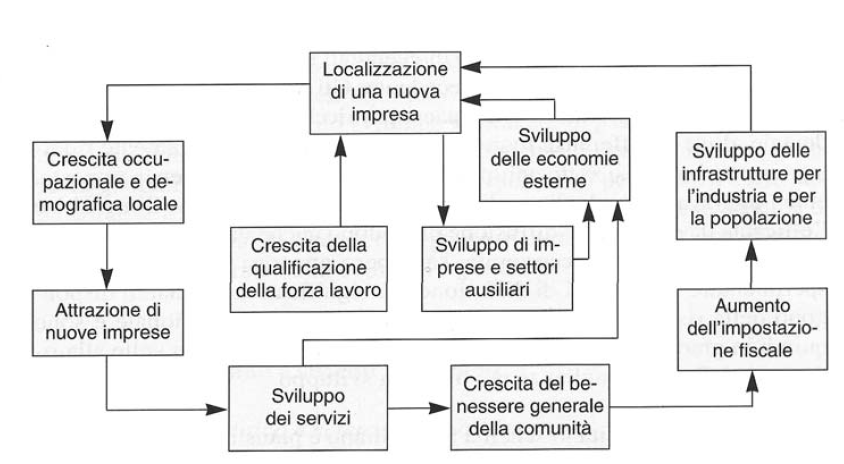 Localizzazione
di una nuova
impresa
Crescita occu-
pazionale e de-
mografica locale
Sviluppo
delle economie
esterne
Sviluppo delle
infrastrutture per
l'industria e per
la popolazione
Crescita della
qualificazione
della forza lavoro
Sviluppo di im-
prese e settori
ausiliari
Attrazione di
nuove imprese
Aumento
dell'impostazio-
ne fiscale
Sviluppo
dei servizi
Crescita del be-
nessere generale
della comunità